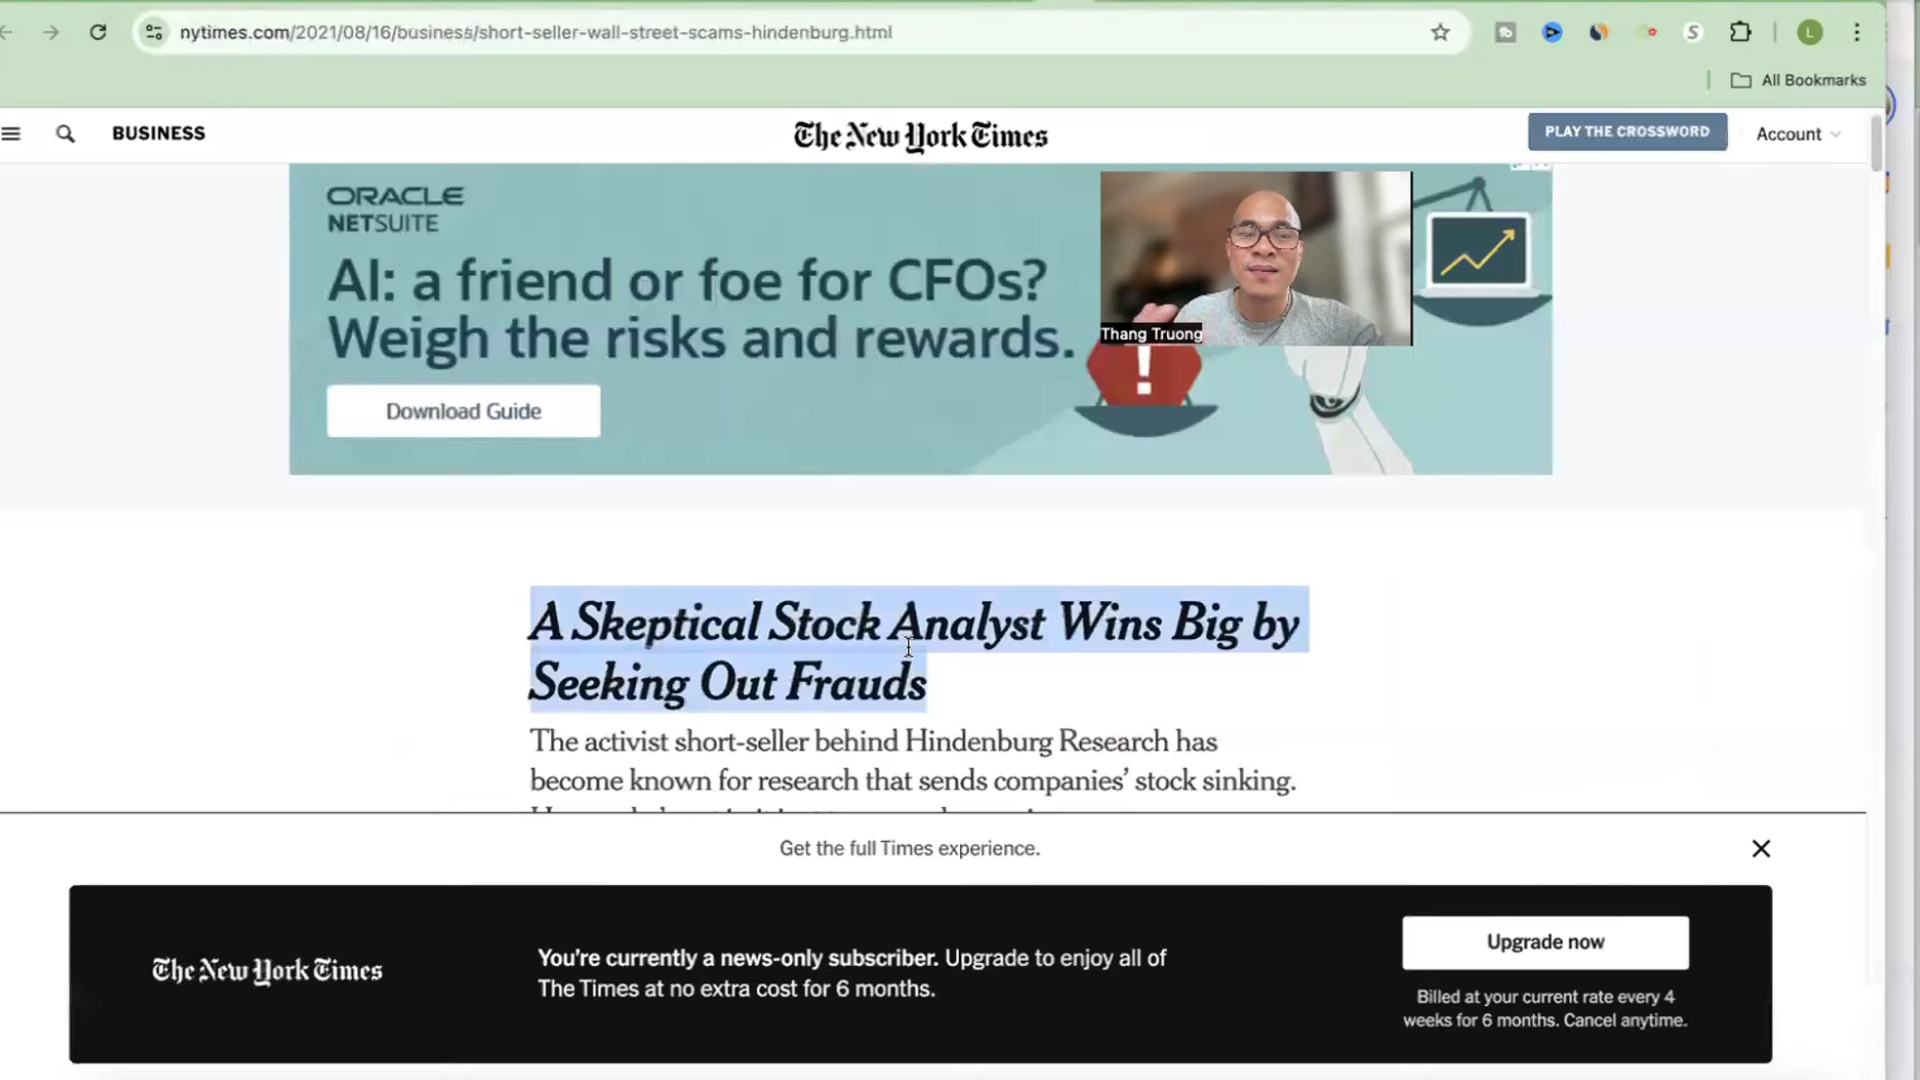 nytimes.com/2021/08/16/business/short-seller-wall-street-scams-hindenburg.html
L
All Bookmarks
BUSINESS
The New York Times
PLAY THE CROSSWORD
Account
ORACLE
NETSUITE
AI: a friend or foe for CFOs?
Weigh the risks and rewards.
Download Guide
Thang Truong
!
A Skeptical Stock Analyst Wins Big by
Seeking Out Frauds
The activist short-seller behind Hindenburg Research has
become known for research that sends companies’ stock sinking.
Get the full Times experience.
The New York Times
You’re currently a news-only subscriber. Upgrade to enjoy all of
The Times at no extra cost for 6 months.
Upgrade now
Billed at your current rate every 4
weeks for 6 months. Cancel anytime.